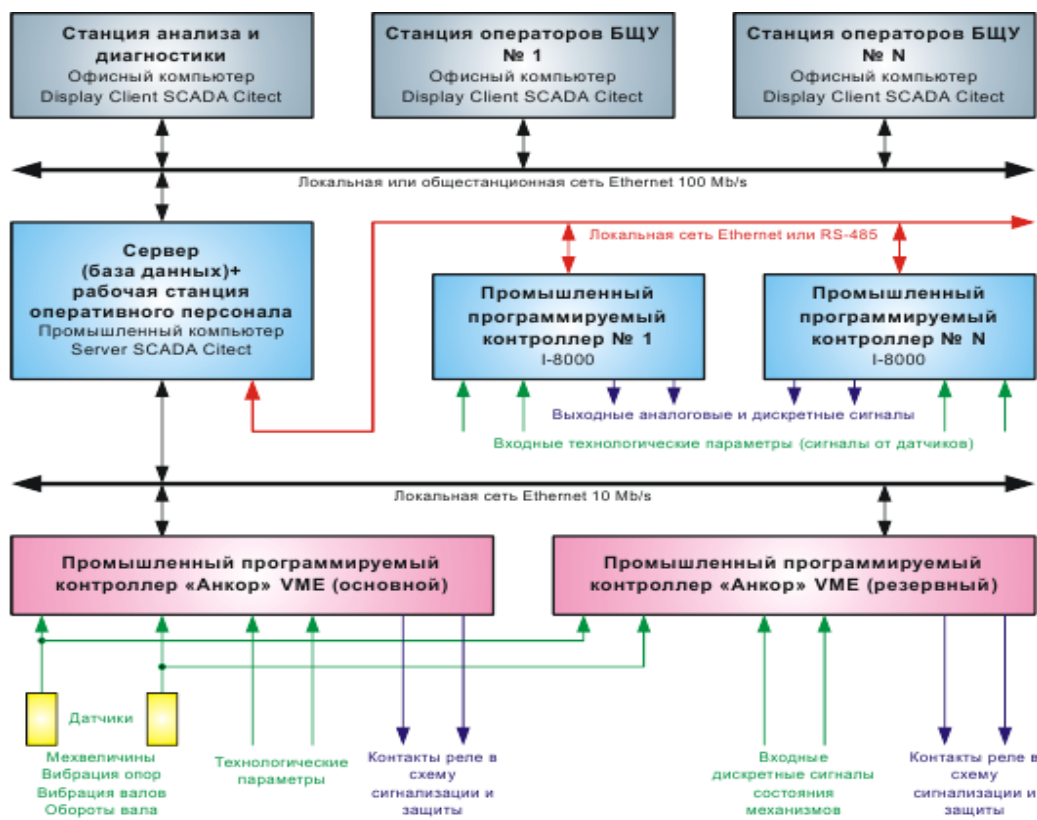 Станция анализа и
диагностики
Офисный компьютер
Display Client SCADA Citect
Станция операторов БЩУ
№ 1
Офисный компьютер
Display Client SCADA Citect
Станция операторов БЩУ
№ N
Офисный компьютер
Display Client SCADA Citect
Локальная или общестанционная сеть Ethernet 100 Mb/s
Сервер
(база данных)+
рабочая станция
оперативного персонала
Промышленный компьютер
Server SCADA Citect
Локальная сеть Ethernet или RS-485
Промышленный
программируемый
контроллер № 1
I-8000
Промышленный
программируемый
контроллер № N
I-8000
Выходные аналоговые и дискретные сигналы
Входные технологические параметры (сигналы от датчиков)
Локальная сеть Ethernet 10 Mb/s
Промышленный программируемый
контроллер «Анкор» VME (основной)
Промышленный программируемый
контроллер «Анкор» VME (резервный)
Датчики
Мехвеличины
Вибрация опор
Вибрация валов
Обороты вала
Технологические
параметры
Контакты реле в
схему
сигнализации и
защиты
Входные
дискретные сигналы
состояния
механизмов
Контакты реле в
схему
сигнализации и
защиты